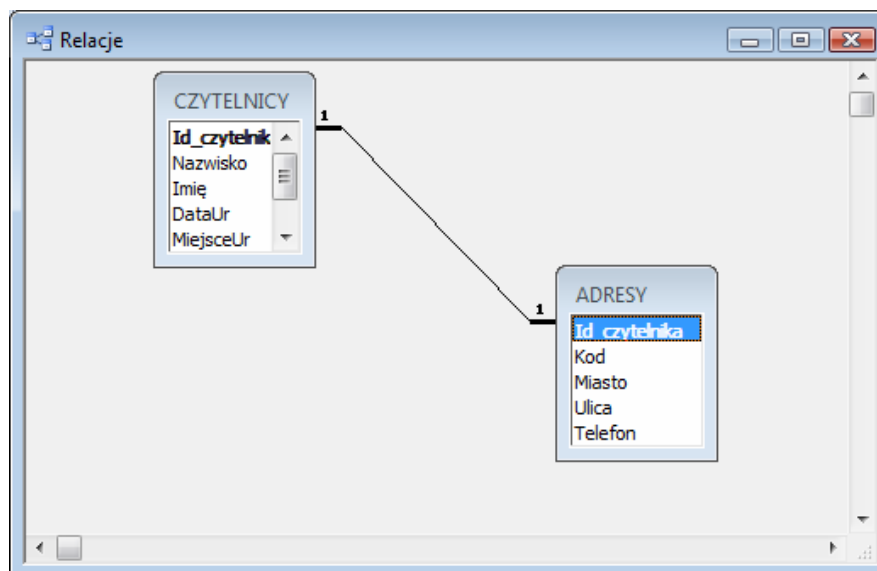 Relacje
CZYTELNICY
Id_czytelnik
Nazwisko
Imię
DataUr
MiejsceUr
1
1
ADRESY
Id_czytelnika
Kod
Miasto
Ulica
Telefon